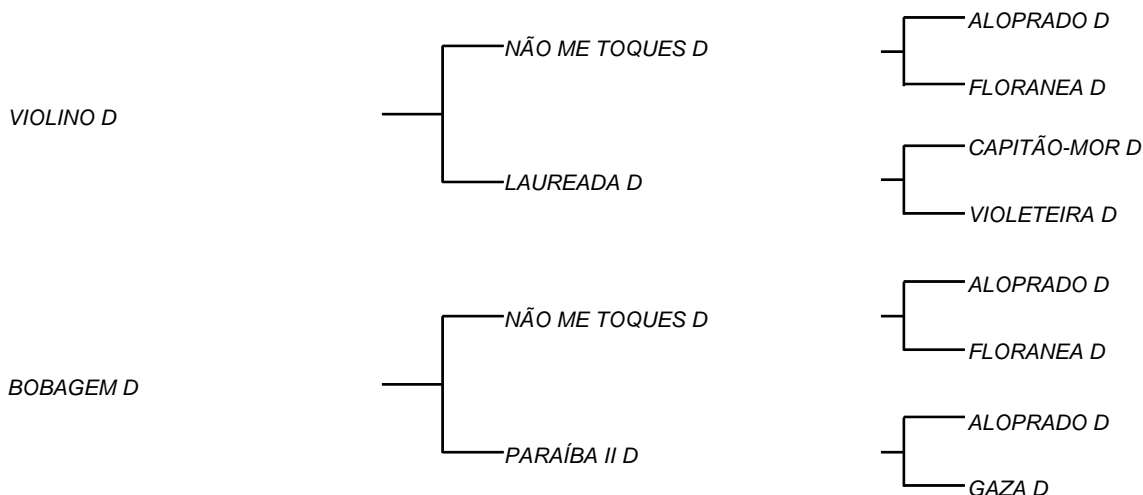 ALOPRADO D
NÃO ME TOQUES D
FLORANEA D
VIOLINO D
CAPITÃO-MOR D
LAUREADA D
VIOLETEIRA D
ALOPRADO D
NÃO ME TOQUES D
FLORANEA D
BOBAGEM D
ALOPRADO D
PARAÍBA II D
GAZA D